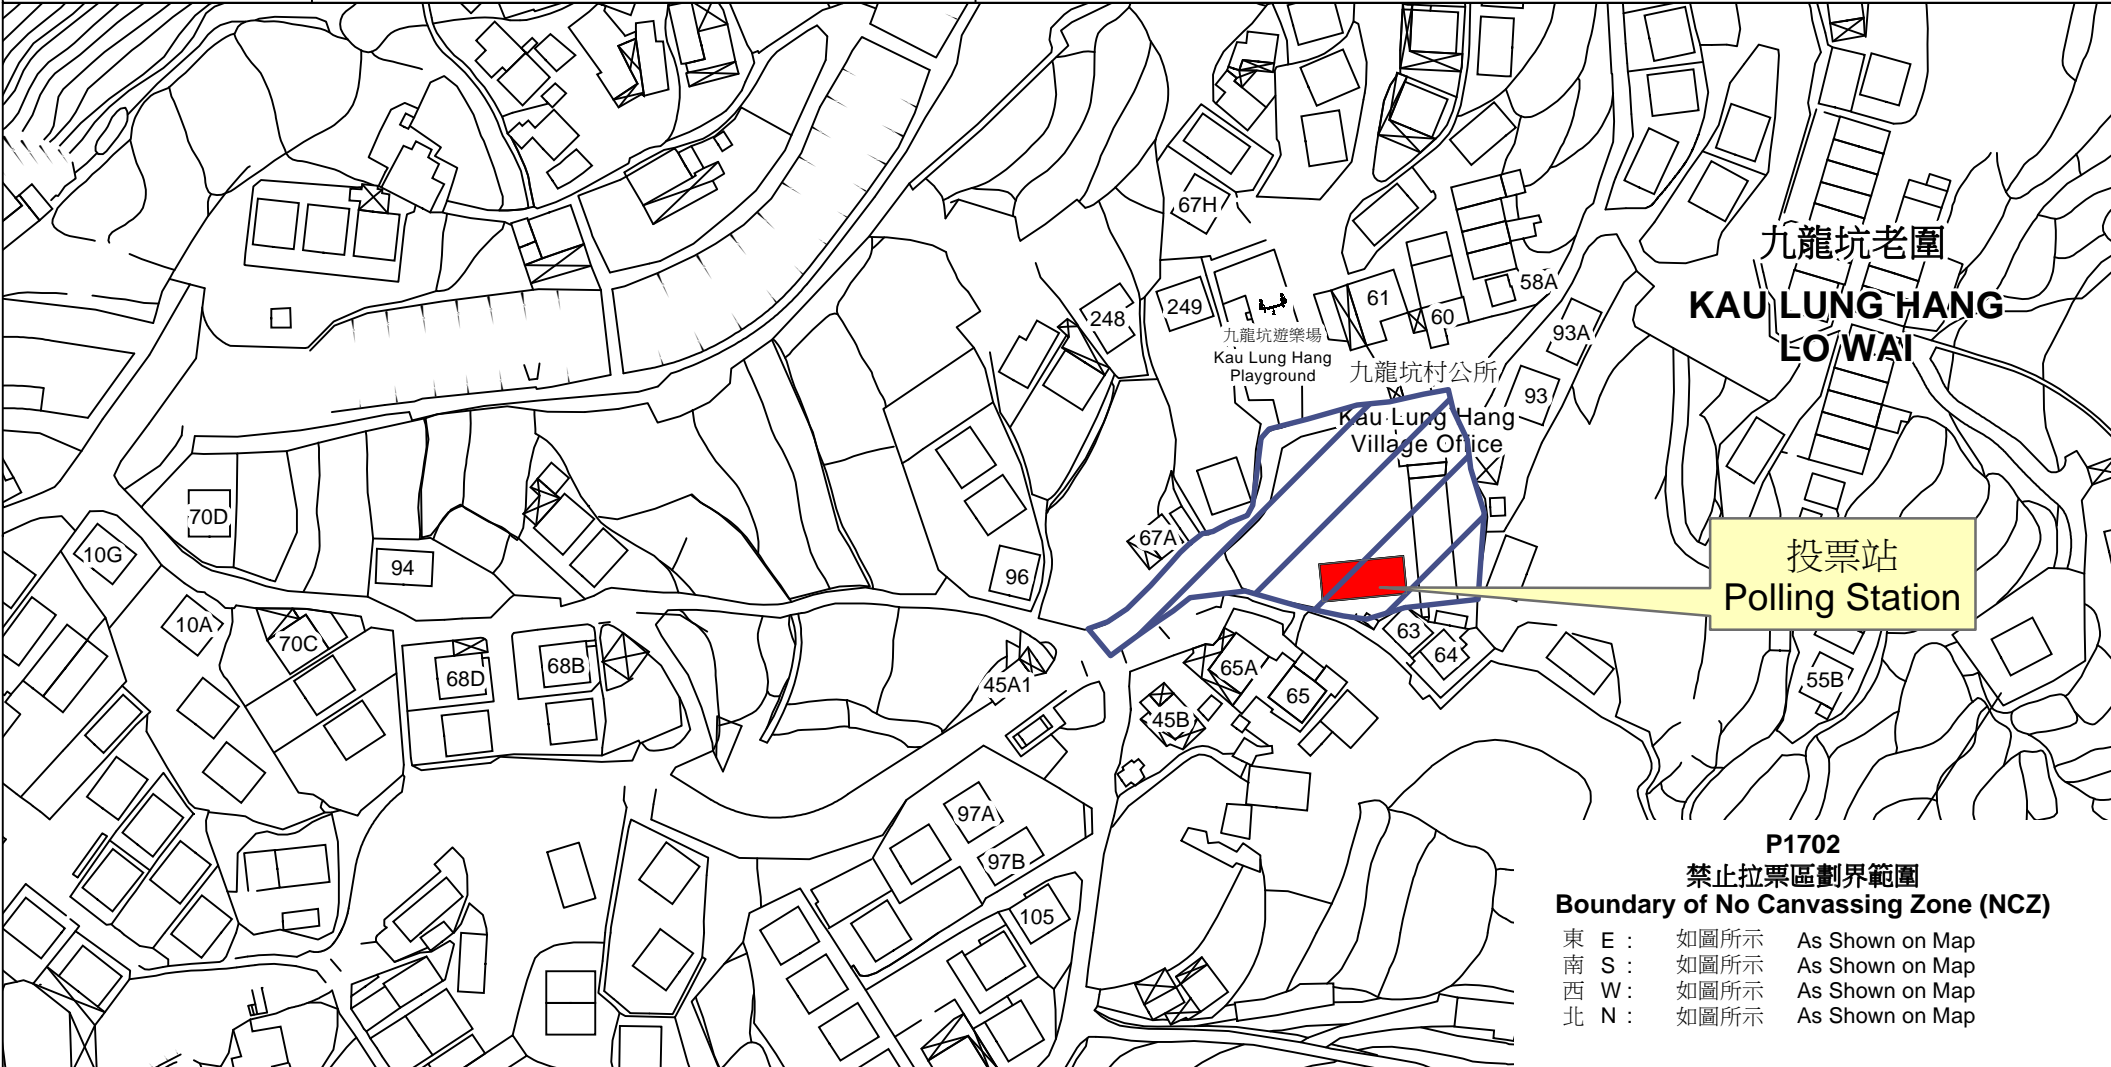 67H
九龍坑老圍
KAU LUNG HANG
LO WAI
58A
249
61
248
60
93A
九龍坑遊樂場
Kau Lung Hang
Playground
九龍坑村公所
Kau Lung Hang
Village Office
93
70D
67A
10G
94
96
投票站
Polling Station
10A
70C
63
64
68D
68B
65A
45A1
65
55B
45B
97A
97B
105
P1702
禁止拉票區劃界範圍
Boundary of No Canvassing Zone (NCZ)
東 E : 如圖所示 As Shown on Map
南 S : 如圖所示 As Shown on Map
西 W : 如圖所示 As Shown on Map
北 N : 如圖所示 As Shown on Map